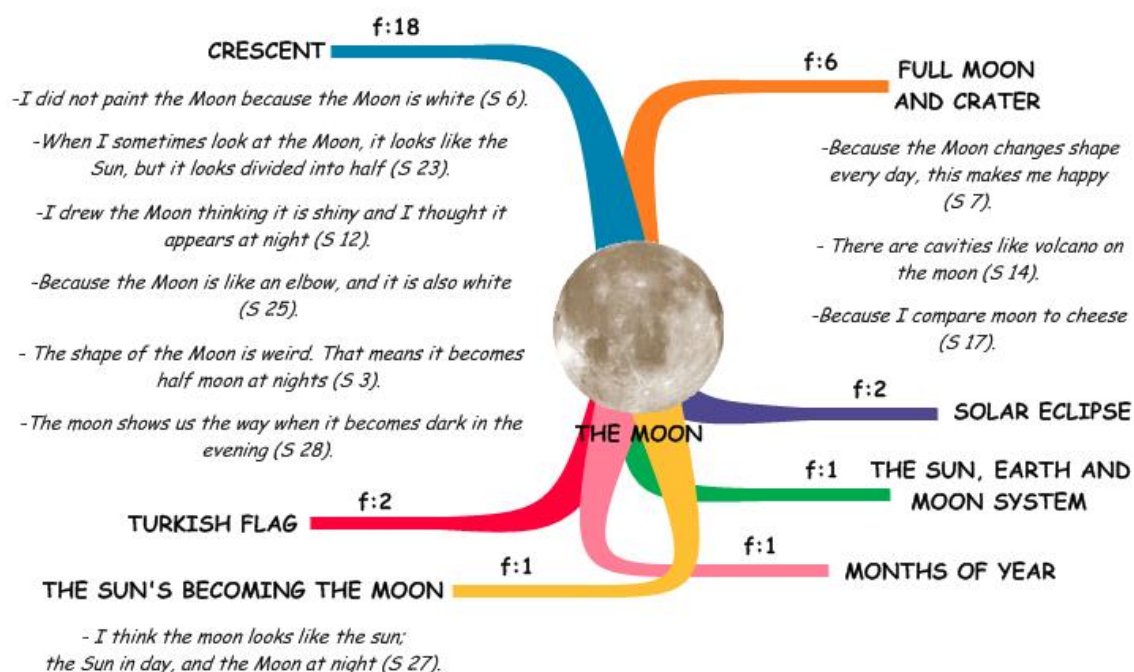 f:18
CRESCENT
-I did not paint the Moon because the Moon is white (S 6).
-When I sometimes look at the Moon, it looks like the
Sun, but it looks divided into half (S 23).
-I drew the Moon thinking it is shiny and I thought it
appears at night (S 12).
-Because the Moon is like an elbow, and it is also white
(S 25).
- The shape of the Moon is weird. That means it becomes
half moon at nights (S 3).
-The moon shows us the way when it becomes dark in the
evening (S 28).
f:6
FULL MOON
AND CRATER
-Because the Moon changes shape
every day, this makes me happy
(S 7).
- There are cavities like volcano on
the moon (S 14).
-Because I compare moon to cheese
(S 17).
THE MOON
f:2
SOLAR ECLIPSE
f:1
THE SUN, EARTH AND
MOON SYSTEM
f:2
TURKISH FLAG
f:1
MONTHS OF YEAR
f:1
THE SUN'S BECOMING THE MOON
- I think the moon looks like the sun;
the Sun in day, and the Moon at night (S 27).